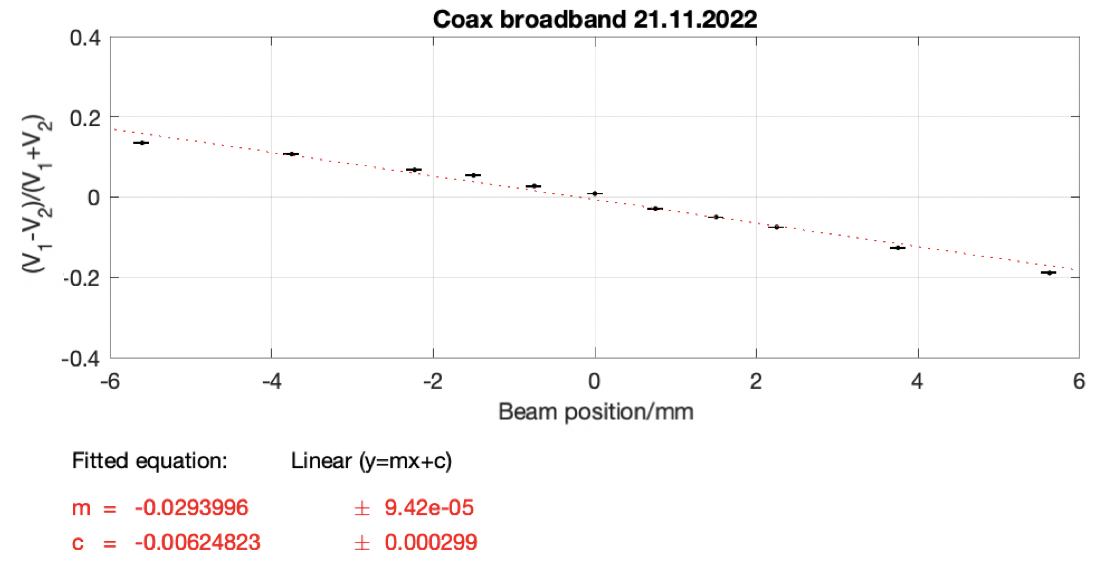 Coax broadband 21.11.2022
0.4
0.2
0
-0.2
-0.4
(V1-V2)/(V1+V2)
-6 -4 -2 0 2 4 6
Beam position/mm
Fitted equation: Linear (y=mx+c)
m = -0.0293996 ± 9.42e-05
c = -0.00624823 ± 0.000299